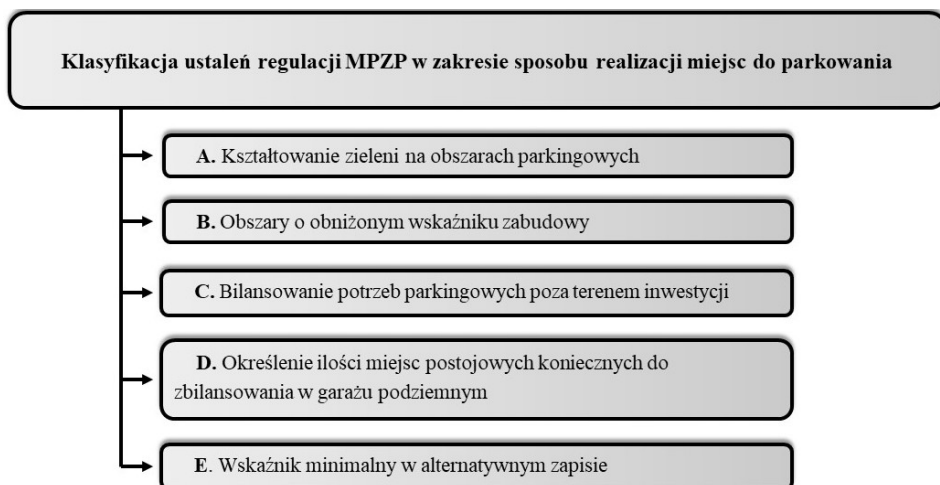 Klasyfikacja ustaleń regulacji MPZP w zakresie sposobu realizacji miejsc do parkowania
A. Kształtowanie zieleni na obszarach parkingowych
B. Obszary o obniżonym wskaźniku zabudowy
C. Bilansowanie potrzeb parkingowych poza terenem inwestycji
D. Określenie ilości miejsc postojowych koniecznych do
zbilansowania w garażu podziemnym
E. Wskaźnik minimalny w alternatywnym zapisie